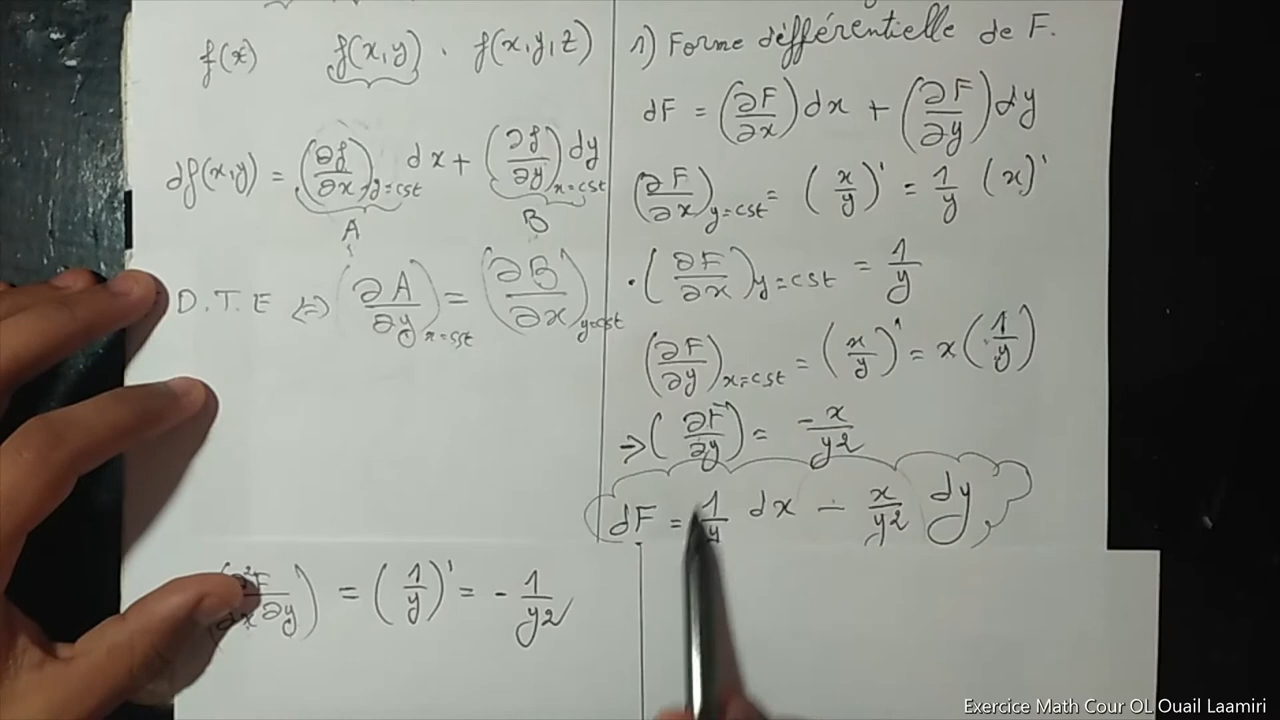 f(x) f(x,y) . f(x,y,z)
df(x,y) = (∂f/∂x)y=cst dx + (∂f/∂y)x=cst dy
A B
D.T.E <=> (∂A/∂y)x=cst = (∂B/∂x)y=cst
(∂²F/∂x∂y) = (1/y)' = - 1/y2
1) Forme défférentielle de F.
dF = (∂F/∂x)dx + (∂F/∂y)dy
(∂F/∂x)y=cst = (x/y)' = 1/y (x)'
. (∂F/∂x)y=cst = 1/y
(∂F/∂y)x=cst = (x/y)' = x(1/y)
→ (∂F/∂y) = -x/y2
dF = 1/y dx - x/y2 dy
Exercice Math Cour OL Ouail Laamiri